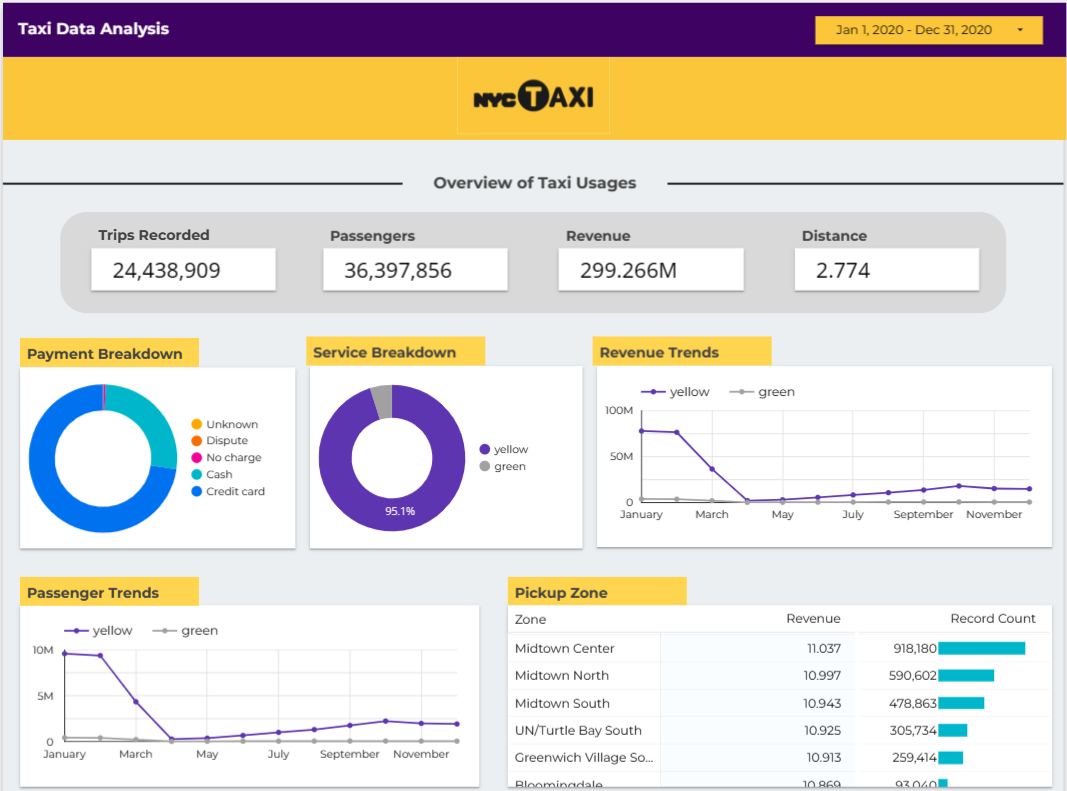 Taxi Data Analysis
Jan 1, 2020 - Dec 31, 2020
NYC TAXI
Overview of Taxi Usages
Trips Recorded Passengers Revenue Distance
24,438,909 36,397,856 299.266M 2.774
Payment Breakdown
Unknown
Dispute
No charge
Cash
Credit card
Service Breakdown
yellow
green
95.1%
Revenue Trends
yellow green
100M
50M
0
January March May July September November
Passenger Trends
yellow green
10M
5M
0
January March May July September November
Pickup Zone
Zone Revenue Record Count
Midtown Center 11.037 918,180
Midtown North 10.997 590,602
Midtown South 10.943 478,863
UN/Turtle Bay South 10.925 305,734
Greenwich Village So... 10.913 259,414
Bloomingdale 10.869 93,040